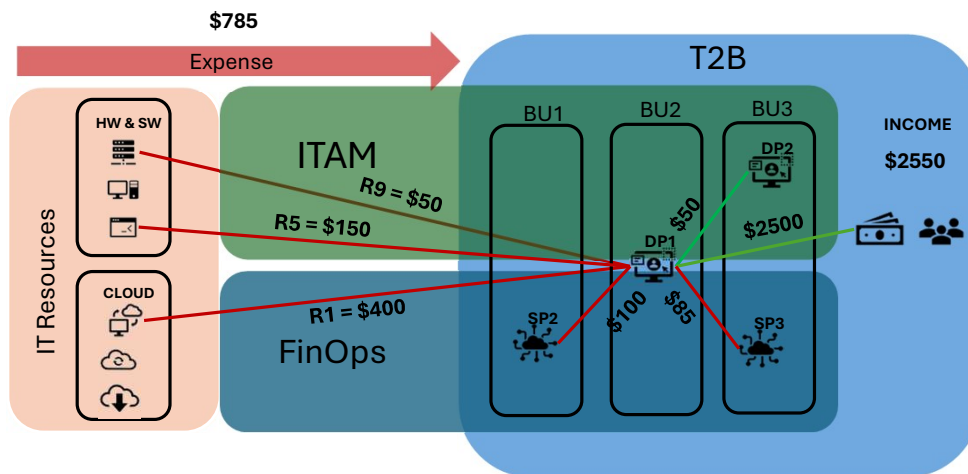 $785
Expense
T2B
HW & SW
ITAM
BU1
BU2
BU3
INCOME
$2550
DP2
R9 = $50
R5 = $150
$50
$2500
DP1
IT Resources
CLOUD
R1 = $400
FinOps
SP2
$100
$85
SP3